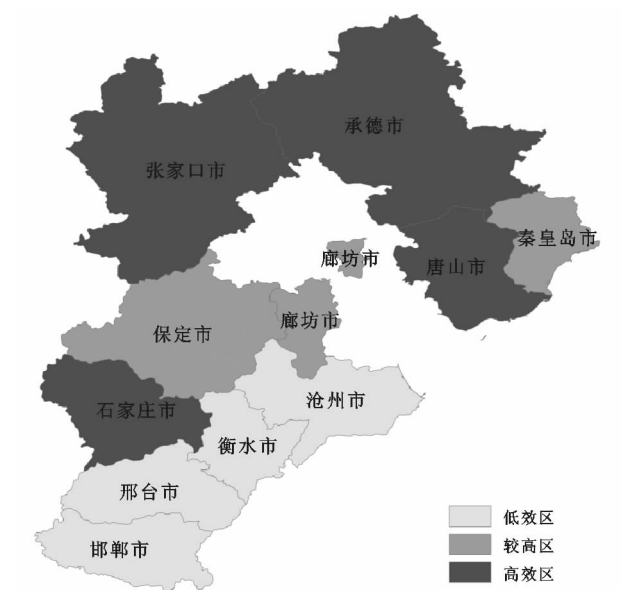 承德市
张家口市
秦皇岛市
廊坊市
唐山市
廊坊市
保定市
沧州市
石家庄市
衡水市
邢台市
邯郸市
低效区
较高区
高效区